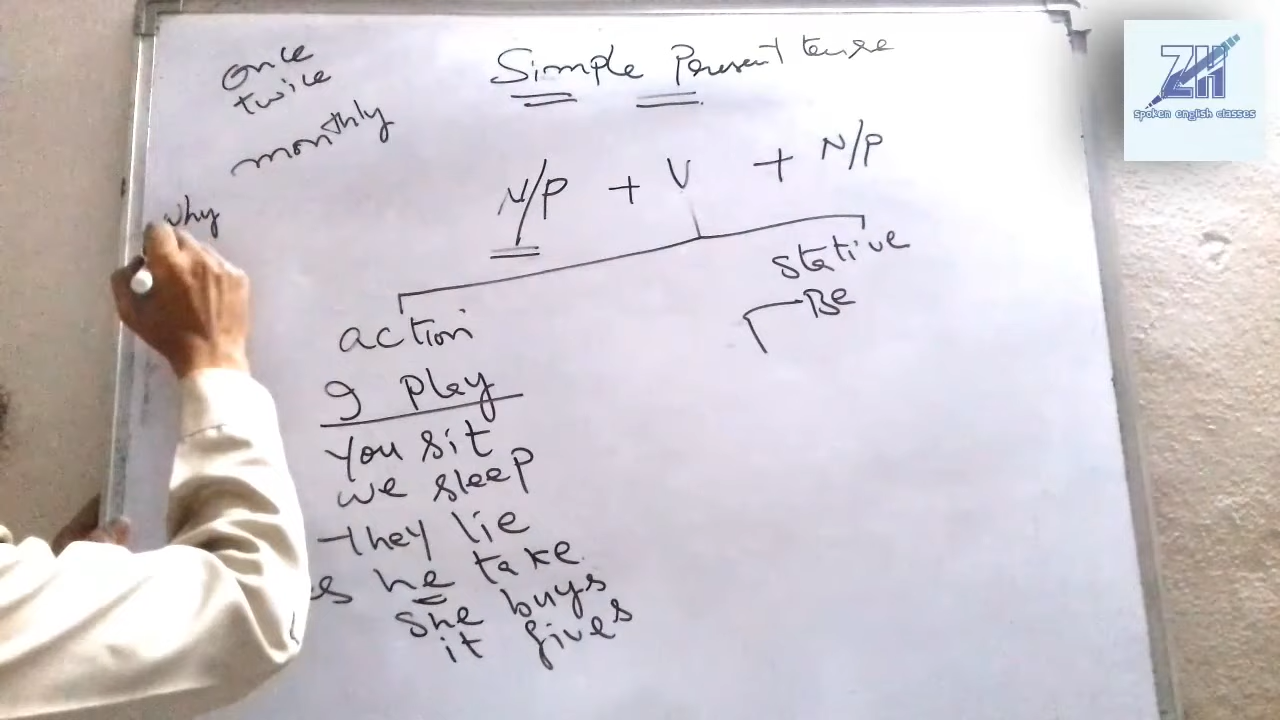 once
twice
monthly
Simple Present tense
N/P + V + N/P
why
action
stative
Be
I play
you sit
we sleep
they lie
he take
she buys
it gives
ZH
spoken english classes